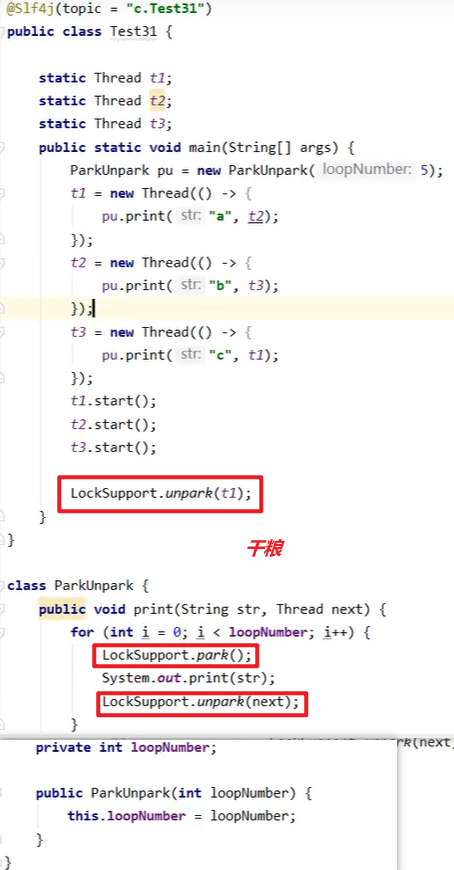 @Slf4j(topic = "c.Test31")
public class Test31 {
static Thread t1;
static Thread t2;
static Thread t3;
public static void main(String[] args) {
ParkUnpark pu = new ParkUnpark( loopNumber: 5);
t1 = new Thread(() -> {
pu.print( str: "a", t2);
});
t2 = new Thread(() -> {
pu.print( str: "b", t3);
});
t3 = new Thread(() -> {
pu.print( str: "c", t1);
});
t1.start();
t2.start();
t3.start();
LockSupport.unpark(t1);
}
}
干粮
class ParkUnpark {
public void print(String str, Thread next) {
for (int i = 0; i < loopNumber; i++) {
LockSupport.park();
System.out.print(str);
LockSupport.unpark(next);
}
private int loopNumber;
public ParkUnpark(int loopNumber) {
this.loopNumber = loopNumber;
}
}